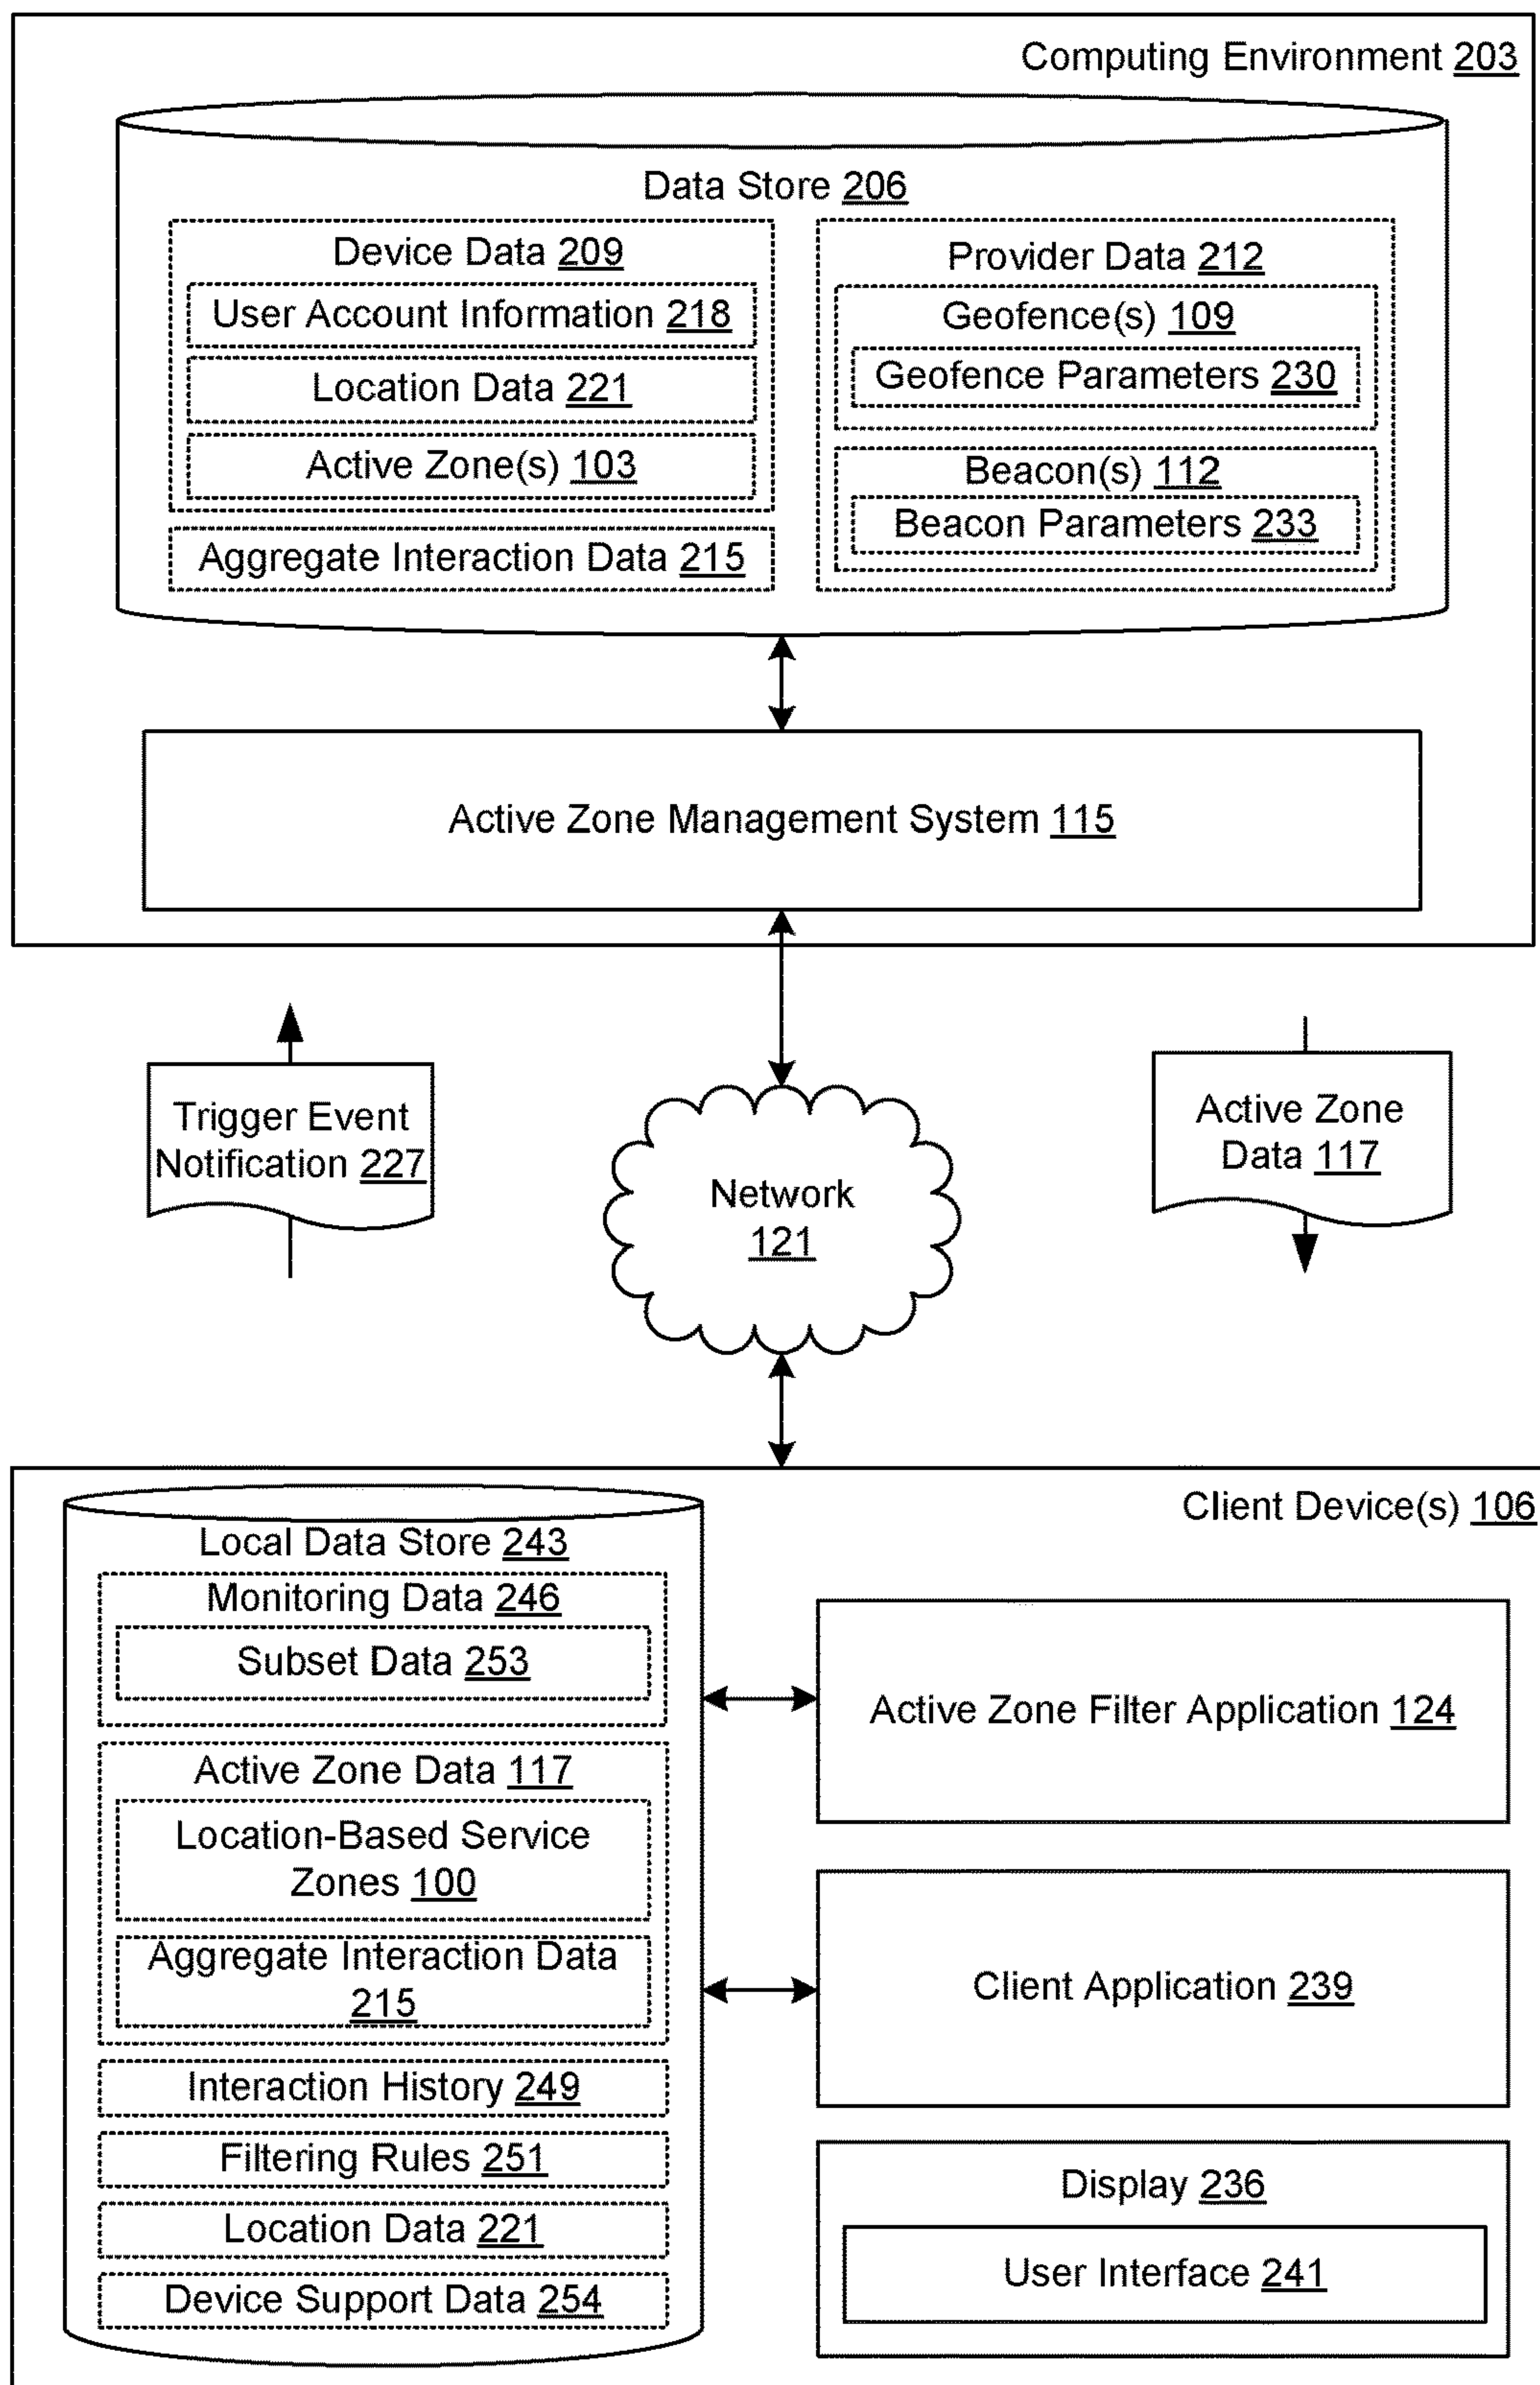 Computing Environment 203
Data Store 206
Device Data 209
User Account Information 218
Location Data 221
Active Zone(s) 103
Aggregate Interaction Data 215
Provider Data 212
Geofence(s) 109
Geofence Parameters 230
Beacon(s) 112
Beacon Parameters 233
Active Zone Management System 115
Trigger Event
Notification 227
Network
121
Active Zone
Data 117
Client Device(s) 106
Local Data Store 243
Monitoring Data 246
Subset Data 253
Active Zone Data 117
Location-Based Service
Zones 100
Aggregate Interaction Data
215
Interaction History 249
Filtering Rules 251
Location Data 221
Device Support Data 254
Active Zone Filter Application 124
Client Application 239
Display 236
User Interface 241